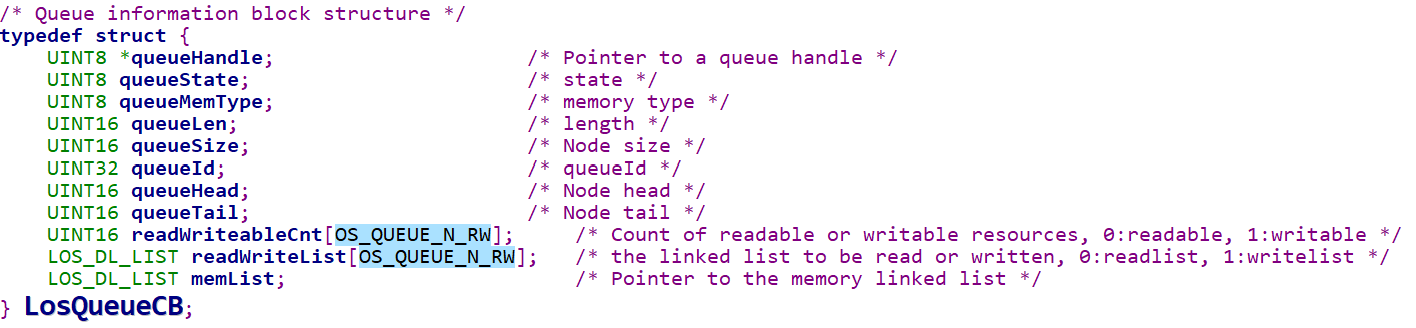 /* Queue information block structure */
typedef struct {
    UINT8 *queueHandle;                     /* Pointer to a queue handle */
    UINT8 queueState;                       /* state */
    UINT8 queueMemType;                     /* memory type */
    UINT16 queueLen;                        /* length */
    UINT16 queueSize;                       /* Node size */
    UINT32 queueId;                         /* queueId */
    UINT16 queueHead;                       /* Node head */
    UINT16 queueTail;                       /* Node tail */
    UINT16 readWriteableCnt[OS_QUEUE_N_RW];     /* Count of readable or writable resources, 0:readable, 1:writable */
    LOS_DL_LIST readWriteList[OS_QUEUE_N_RW];   /* the linked list to be read or written, 0:readlist, 1:writelist */
    LOS_DL_LIST memList;                        /* Pointer to the memory linked list */
} LosQueueCB;